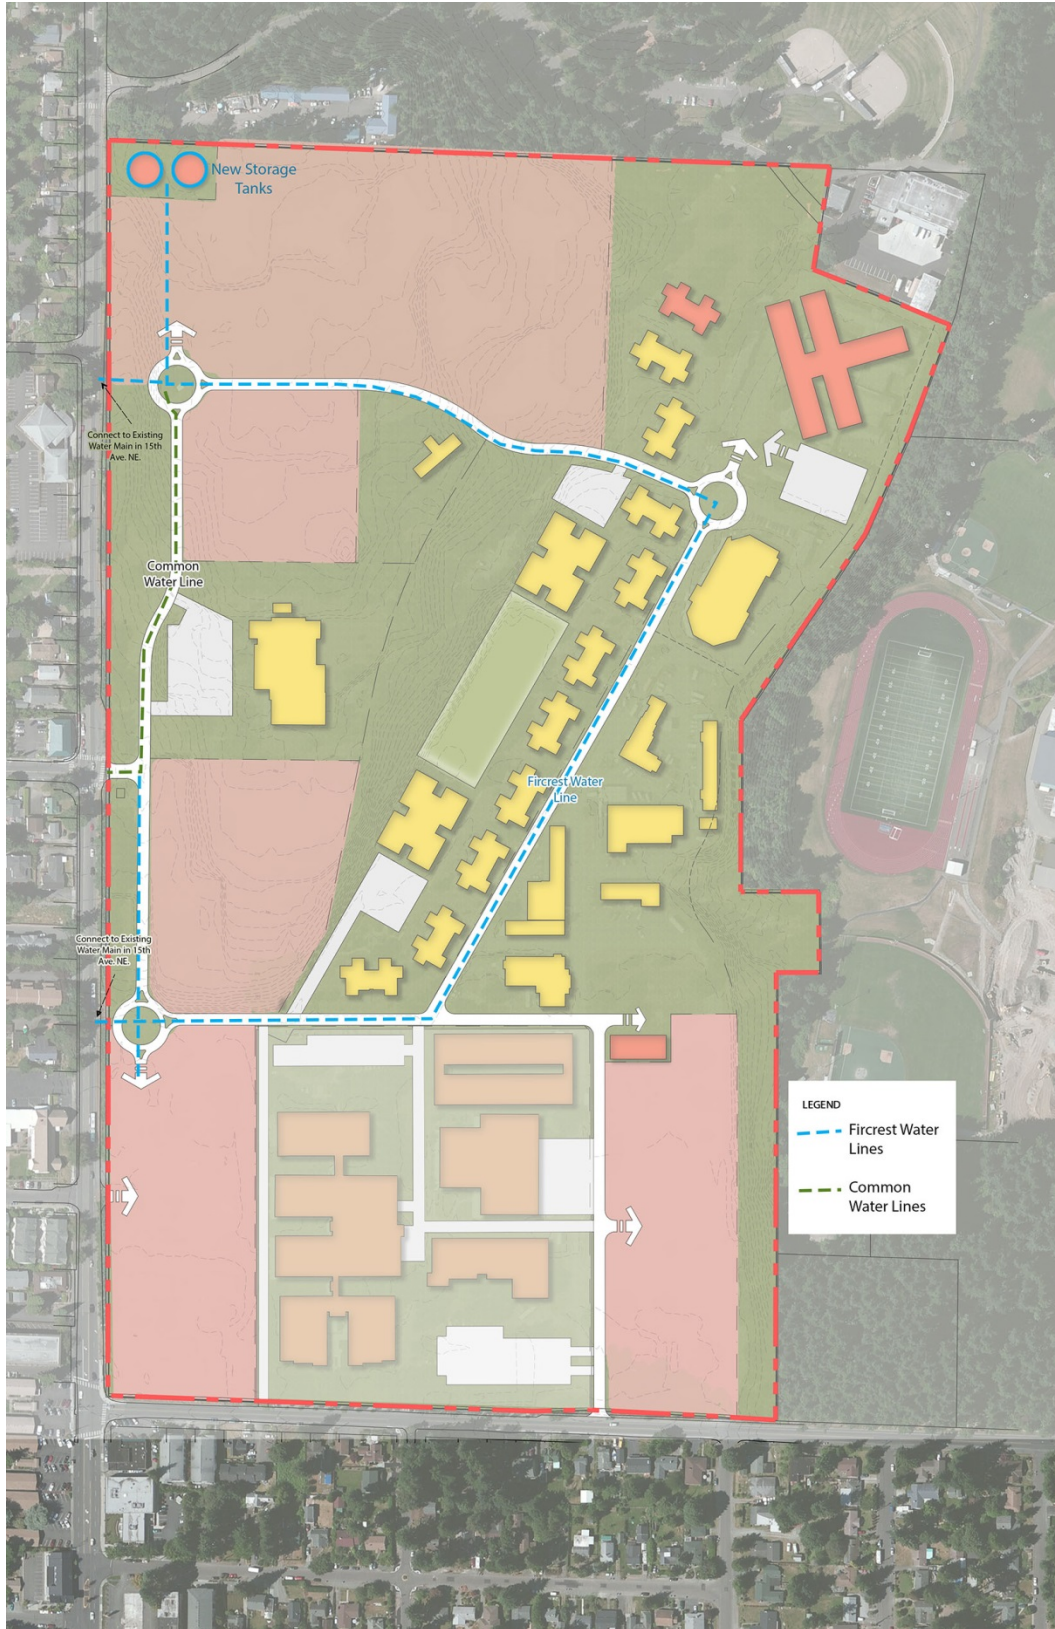 New Storage
Tanks
Connect to Existing
Water Main in 15th
Ave. NE.
Common
Water Line
Fircrest Water
Line
Connect to Existing
Water Main in 15th
Ave. NE.
LEGEND
Fircrest Water
Lines
Common
Water Lines